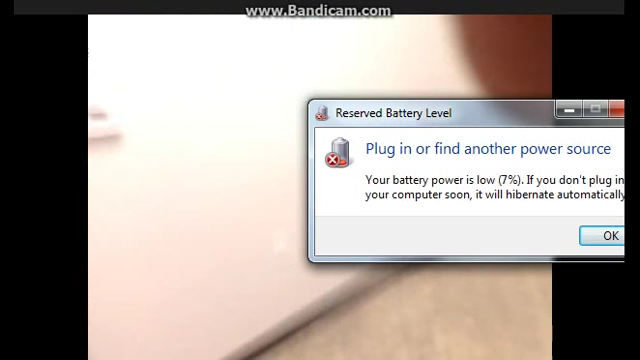 www.Bandicam.com
Reserved Battery Level
Plug in or find another power source
Your battery power is low (7%). If you don't plug in
your computer soon, it will hibernate automatically
OK